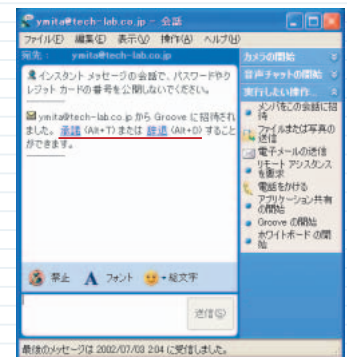 ymita@tech-lab.co.jp - 会話
ファイル(F) 編集(E) 表示(V) 操作(A) ヘルプ(H)
宛先: ymita@tech-lab.co.jp
インスタント メッセージの会話で、パスワードやク
レジット カードの番号を公開しないでください。
ymita@tech-lab.co.jp から Groove に招待され
ました。承諾 (Alt+T) または 辞退 (Alt+D) すること
ができます。
カメラの開始
音声チャットの開始
実行したい操作...
メンバをこの会話に招
待
ファイルまたは写真の
送信
電子メールの送信
リモート アシスタンス
を要求
電話をかける
アプリケーション共有
の開始
Groove の開始
ホワイトボード の開
始
禁止 フォント 絵文字
送信(S)
最後のメッセージは 2002/07/03 2:04 に受信しました。